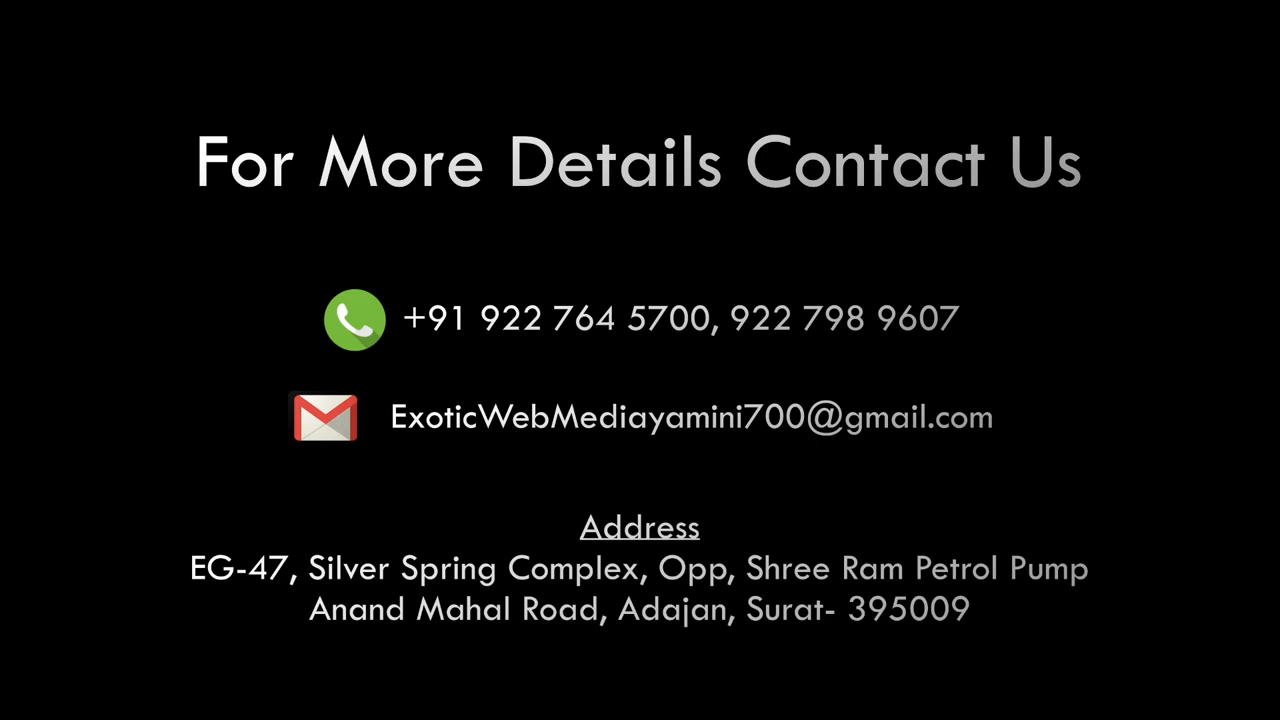 For More Details Contact Us
+91 922 764 5700, 922 798 9607
ExoticWebMediayamini700@gmail.com
Address
EG-47, Silver Spring Complex, Opp, Shree Ram Petrol Pump
Anand Mahal Road, Adajan, Surat- 395009